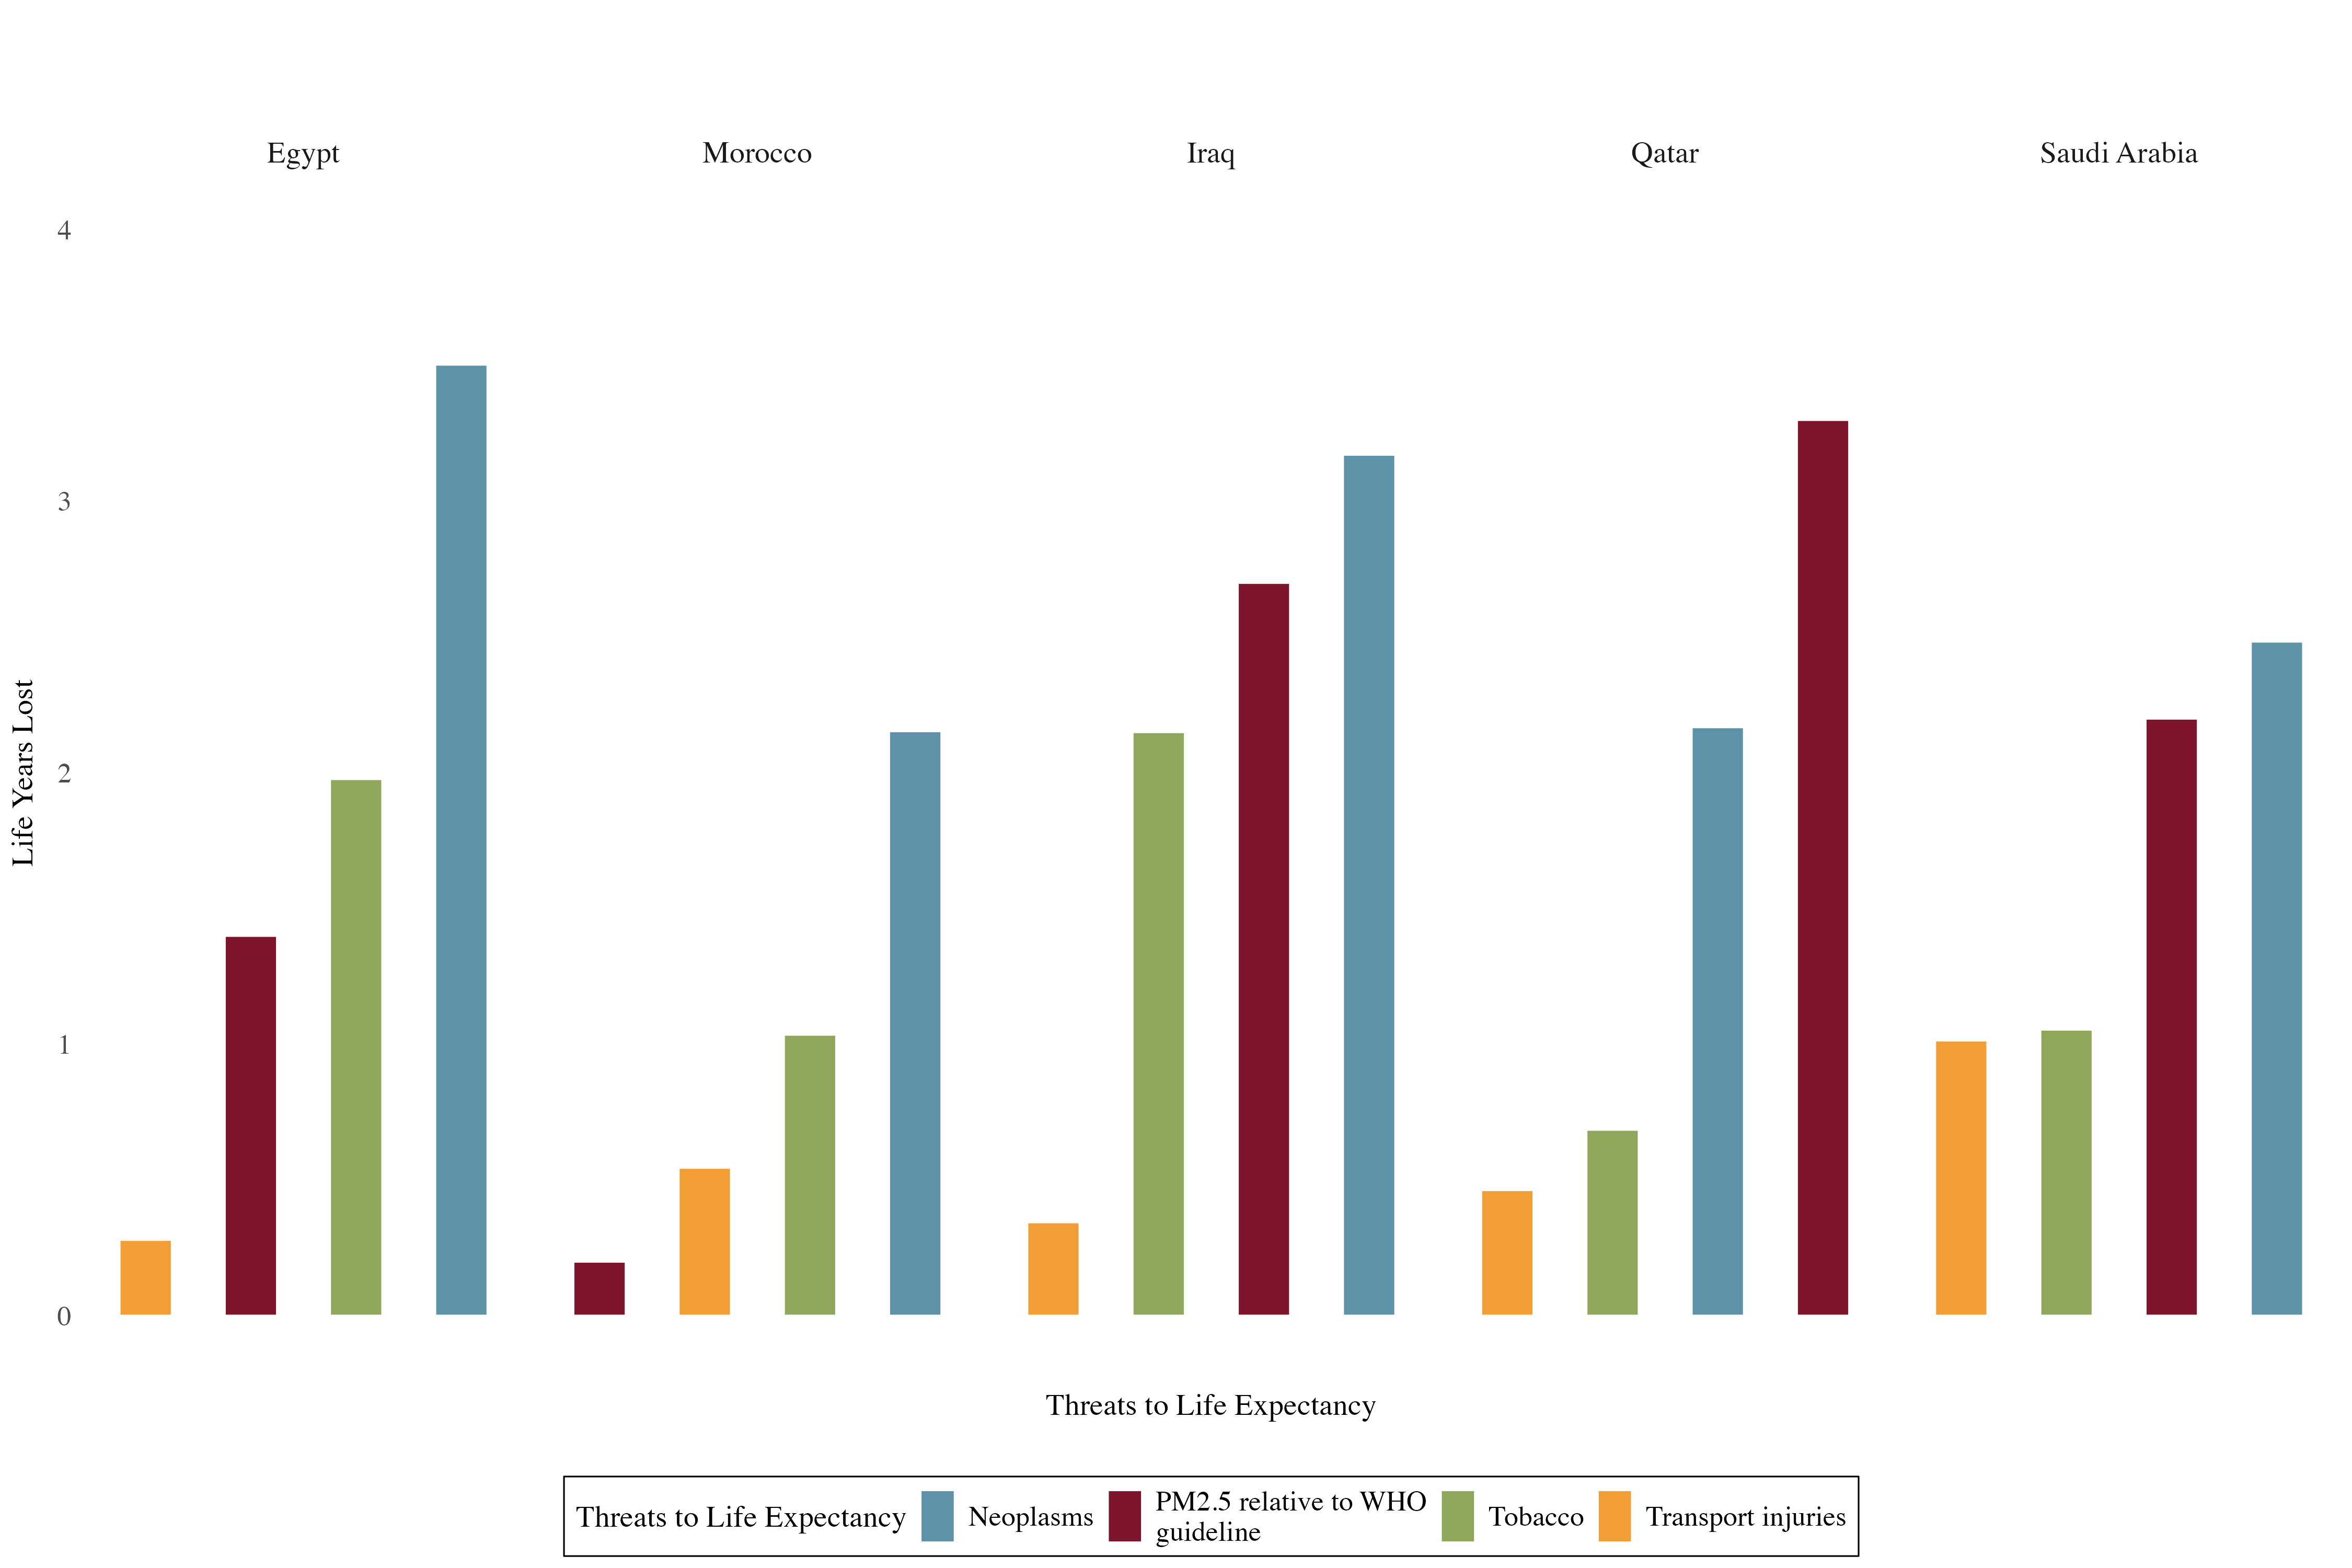 Egypt
Morocco
Iraq
Qatar
Saudi Arabia
4
3
2
1
0
Life Years Lost
Threats to Life Expectancy
Threats to Life Expectancy
Neoplasms
PM2.5 relative to WHO
guideline
Tobacco
Transport injuries